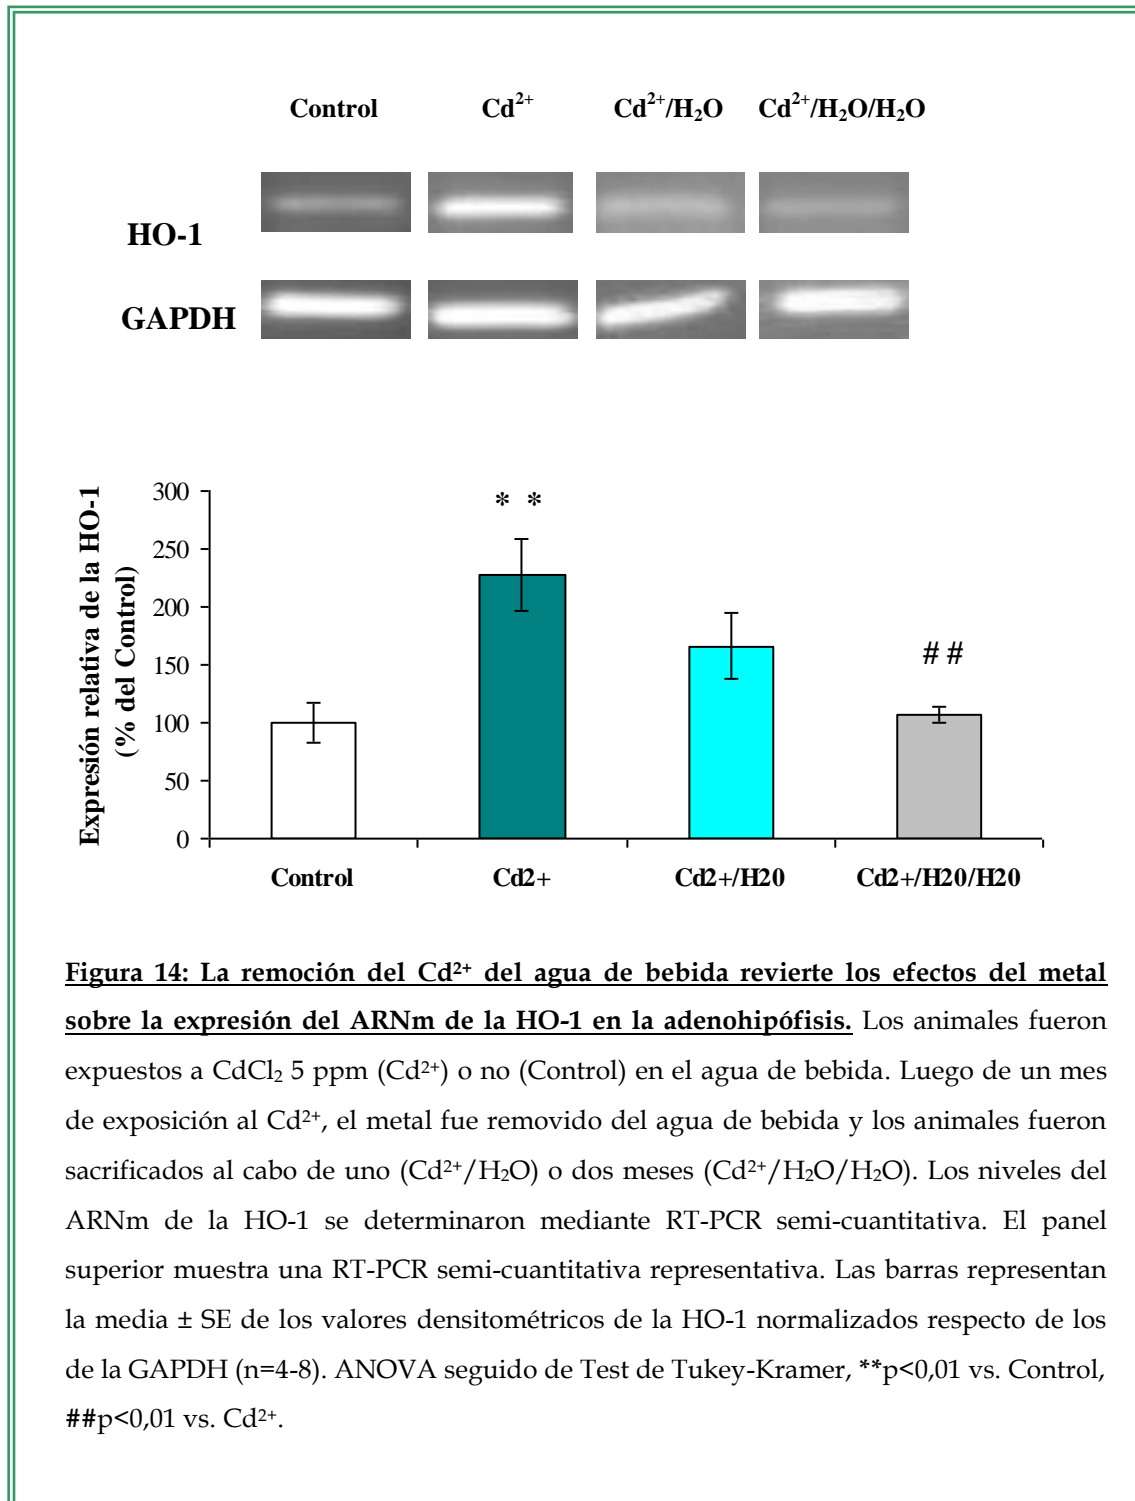 Control Cd²⁺ Cd²⁺/H₂O Cd²⁺/H₂O/H₂O
HO-1
GAPDH
Expresión relativa de la HO-1
(% del Control)
300
250
200
150
100
50
0
* *
# #
Control Cd2+ Cd2+/H20 Cd2+/H20/H20
Figura 14: La remoción del Cd²⁺ del agua de bebida revierte los efectos del metal
sobre la expresión del ARNm de la HO-1 en la adenohipófisis. Los animales fueron
expuestos a CdCl₂ 5 ppm (Cd²⁺) o no (Control) en el agua de bebida. Luego de un mes
de exposición al Cd²⁺, el metal fue removido del agua de bebida y los animales fueron
sacrificados al cabo de uno (Cd²⁺/H₂O) o dos meses (Cd²⁺/H₂O/H₂O). Los niveles del
ARNm de la HO-1 se determinaron mediante RT-PCR semi-cuantitativa. El panel
superior muestra una RT-PCR semi-cuantitativa representativa. Las barras representan
la media ± SE de los valores densitométricos de la HO-1 normalizados respecto de los
de la GAPDH (n=4-8). ANOVA seguido de Test de Tukey-Kramer, **p<0,01 vs. Control,
##p<0,01 vs. Cd²⁺.